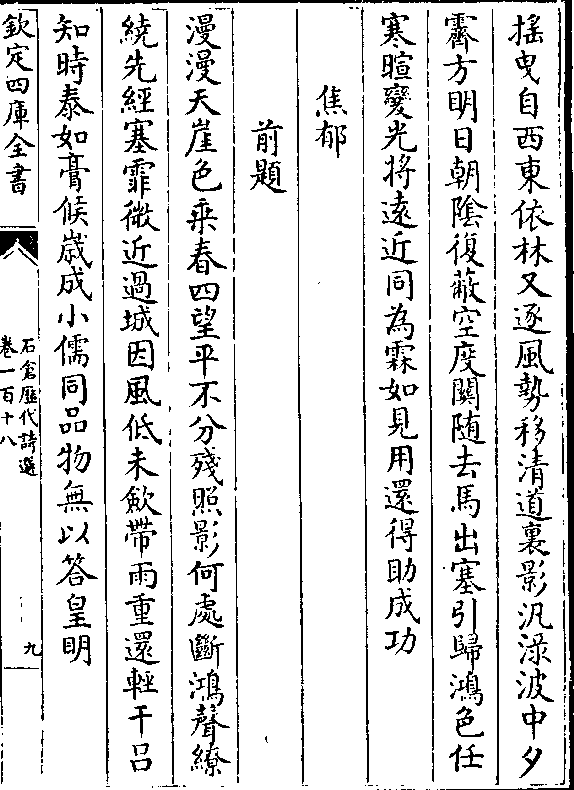 搖曳自西東依林又逐風勢移清道裏影汎淥波中夕
霽方明日朝陰復蔽空度關随去馬出塞引歸鴻色任
寒暄變光將遠近同為霖如見用還得助成功
焦郁
前題
漫漫天崖色乘春四望平不分殘照影何處斷鴻聲繚
繞先經塞霏微近過城因風低未歛帶雨重還輕干呂
知時泰如膏候歲成小儒同品物無以答皇明
欽定四庫全書
石倉歷代詩選
卷一百十八
九